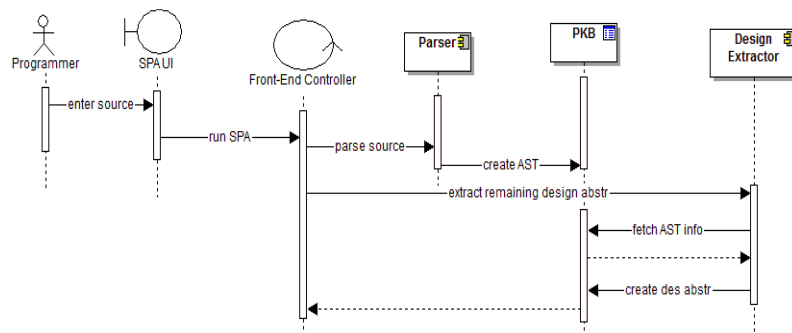 Programmer
SPA UI
Front-End Controller
Parser
PKB
Design
Extractor
enter source
run SPA
parse source
create AST
extract remaining design abstr
fetch AST info
create des abstr